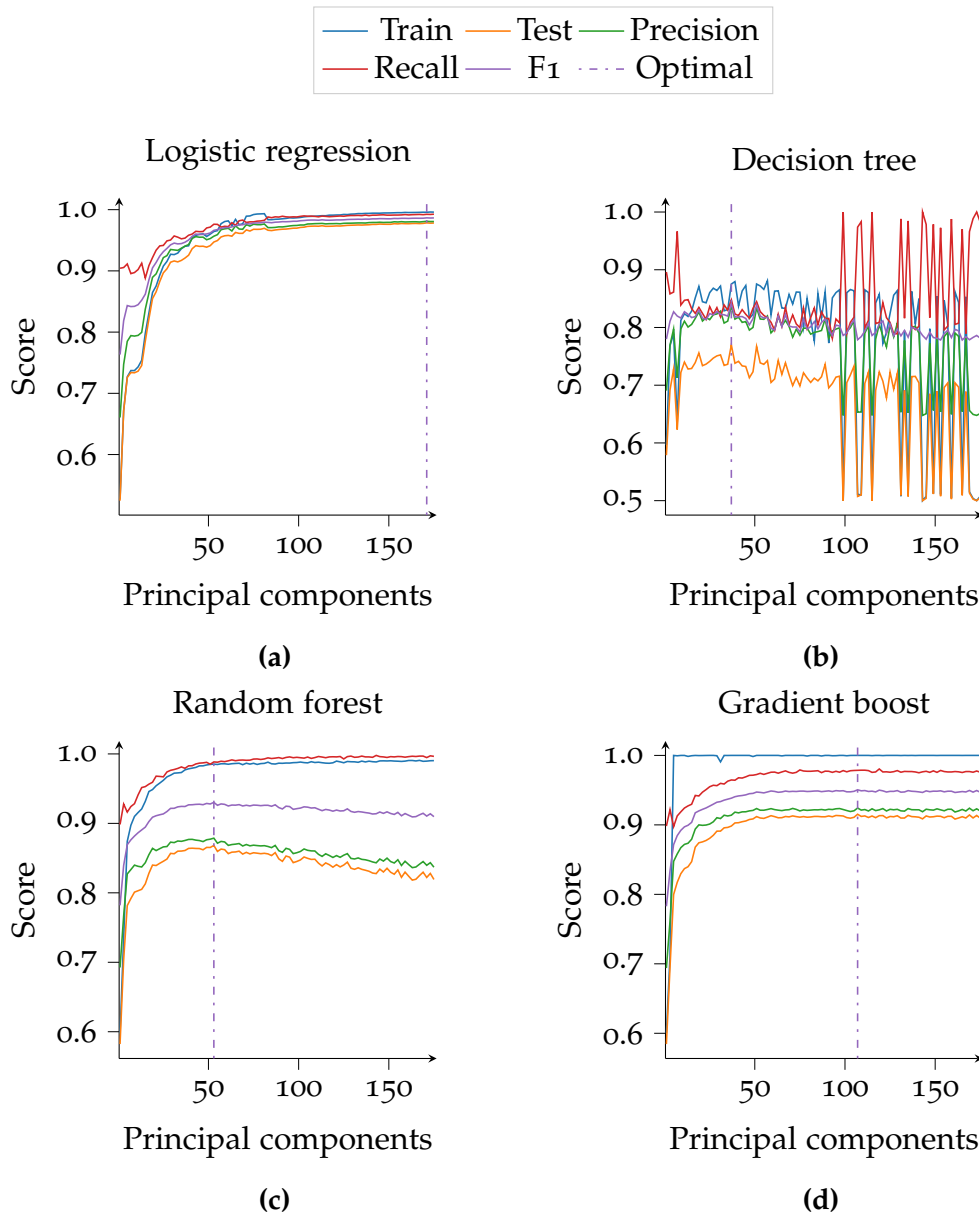 Train Test Precision
Recall F1 Optimal
Logistic regression
1.0
0.9
0.8
0.7
0.6
Score
50 100 150
Principal components
(a)
Decision tree
1.0
0.9
0.8
0.7
0.6
0.5
Score
50 100 150
Principal components
(b)
Random forest
1.0
0.9
0.8
0.7
0.6
Score
50 100 150
Principal components
(c)
Gradient boost
1.0
0.9
0.8
0.7
0.6
Score
50 100 150
Principal components
(d)